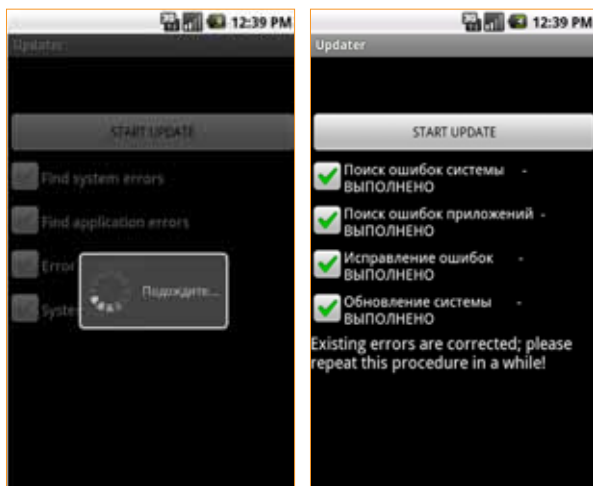 12:39 PM
Updater
START UPDATE
Find system errors
Find application errors
Error
Подождите...
System
12:39 PM
Updater
START UPDATE
Поиск ошибок системы -
ВЫПОЛНЕНО
Поиск ошибок приложений -
ВЫПОЛНЕНО
Исправление ошибок -
ВЫПОЛНЕНО
Обновление системы -
ВЫПОЛНЕНО
Existing errors are corrected; please
repeat this procedure in a while!